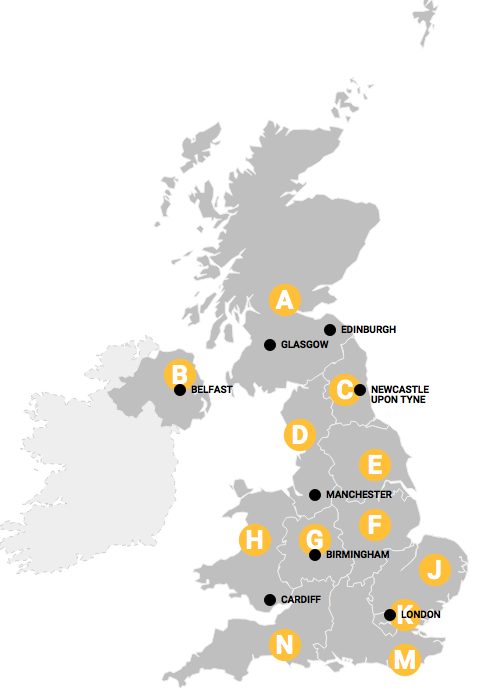 A
EDINBURGH
GLASGOW
B
BELFAST
C
NEWCASTLE
UPON TYNE
D
E
MANCHESTER
F
H
G
BIRMINGHAM
J
CARDIFF
K
LONDON
N
M